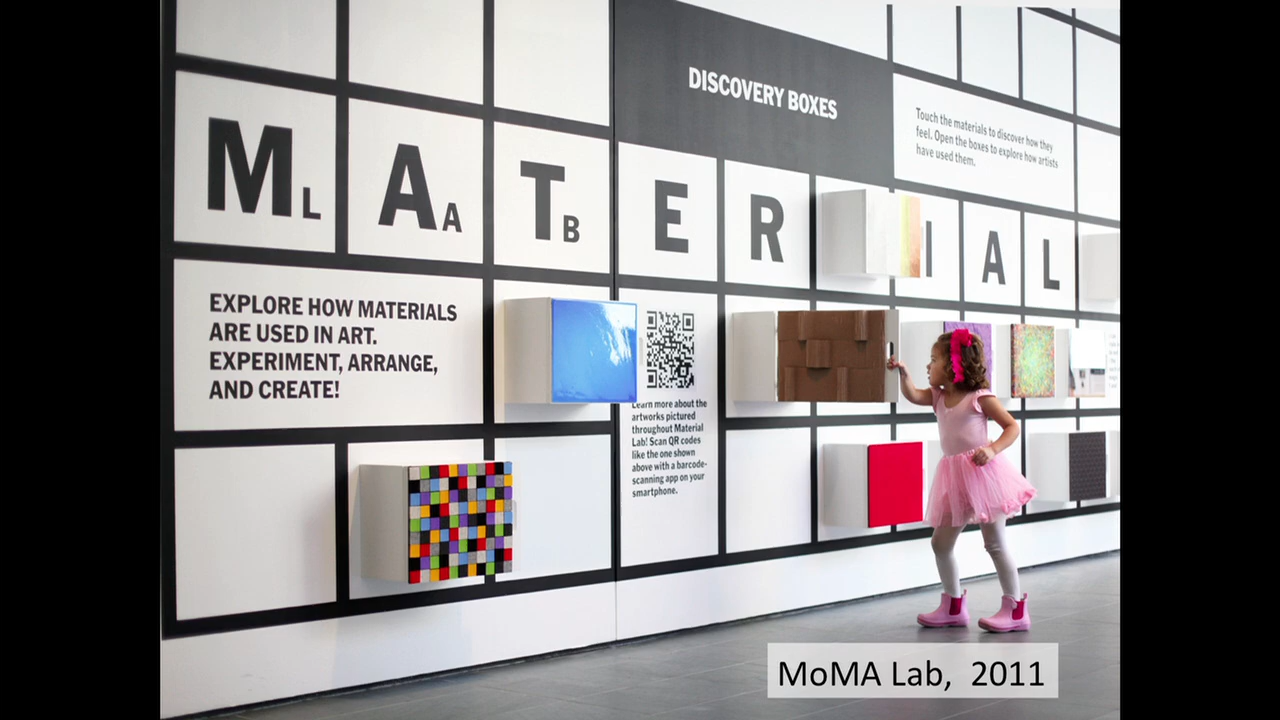 DISCOVERY BOXES
Touch the materials to discover how they
feel. Open the boxes to explore how artists
have used them.
M L A A T B E R I A L
EXPLORE HOW MATERIALS
ARE USED IN ART.
EXPERIMENT, ARRANGE,
AND CREATE!
Learn more about the
artworks pictured
throughout Material
Lab! Scan QR codes
like the one shown
above with a barcode-
scanning app on your
smartphone.
MoMA Lab, 2011